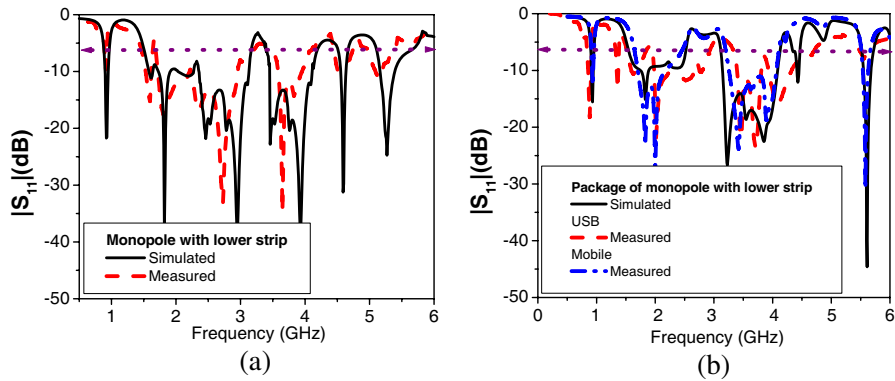 0
-10
-20
-30
-40
-50
|S11|(dB)
Monopole with lower strip
Simulated
Measured
1 2 3 4 5 6
Frequency (GHz)
(a)
0
-10
-20
-30
-40
-50
|S11|(dB)
Package of monopole with lower strip
Simulated
USB
Measured
Mobile
Measured
0 1 2 3 4 5 6
Frequency (GHz)
(b)